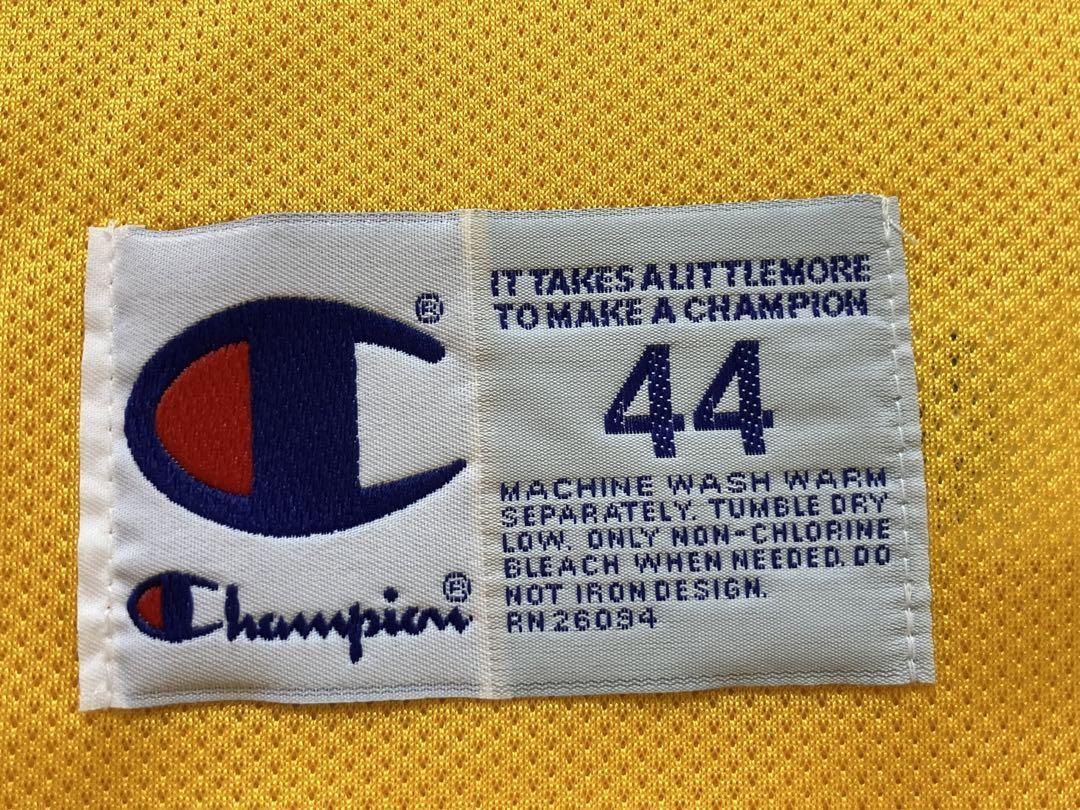 ®
Champion®
IT TAKES A LITTLE MORE
TO MAKE A CHAMPION
44
MACHINE WASH WARM
SEPARATELY. TUMBLE DRY
LOW. ONLY NON-CHLORINE
BLEACH WHEN NEEDED. DO
NOT IRON DESIGN.
RN 26094